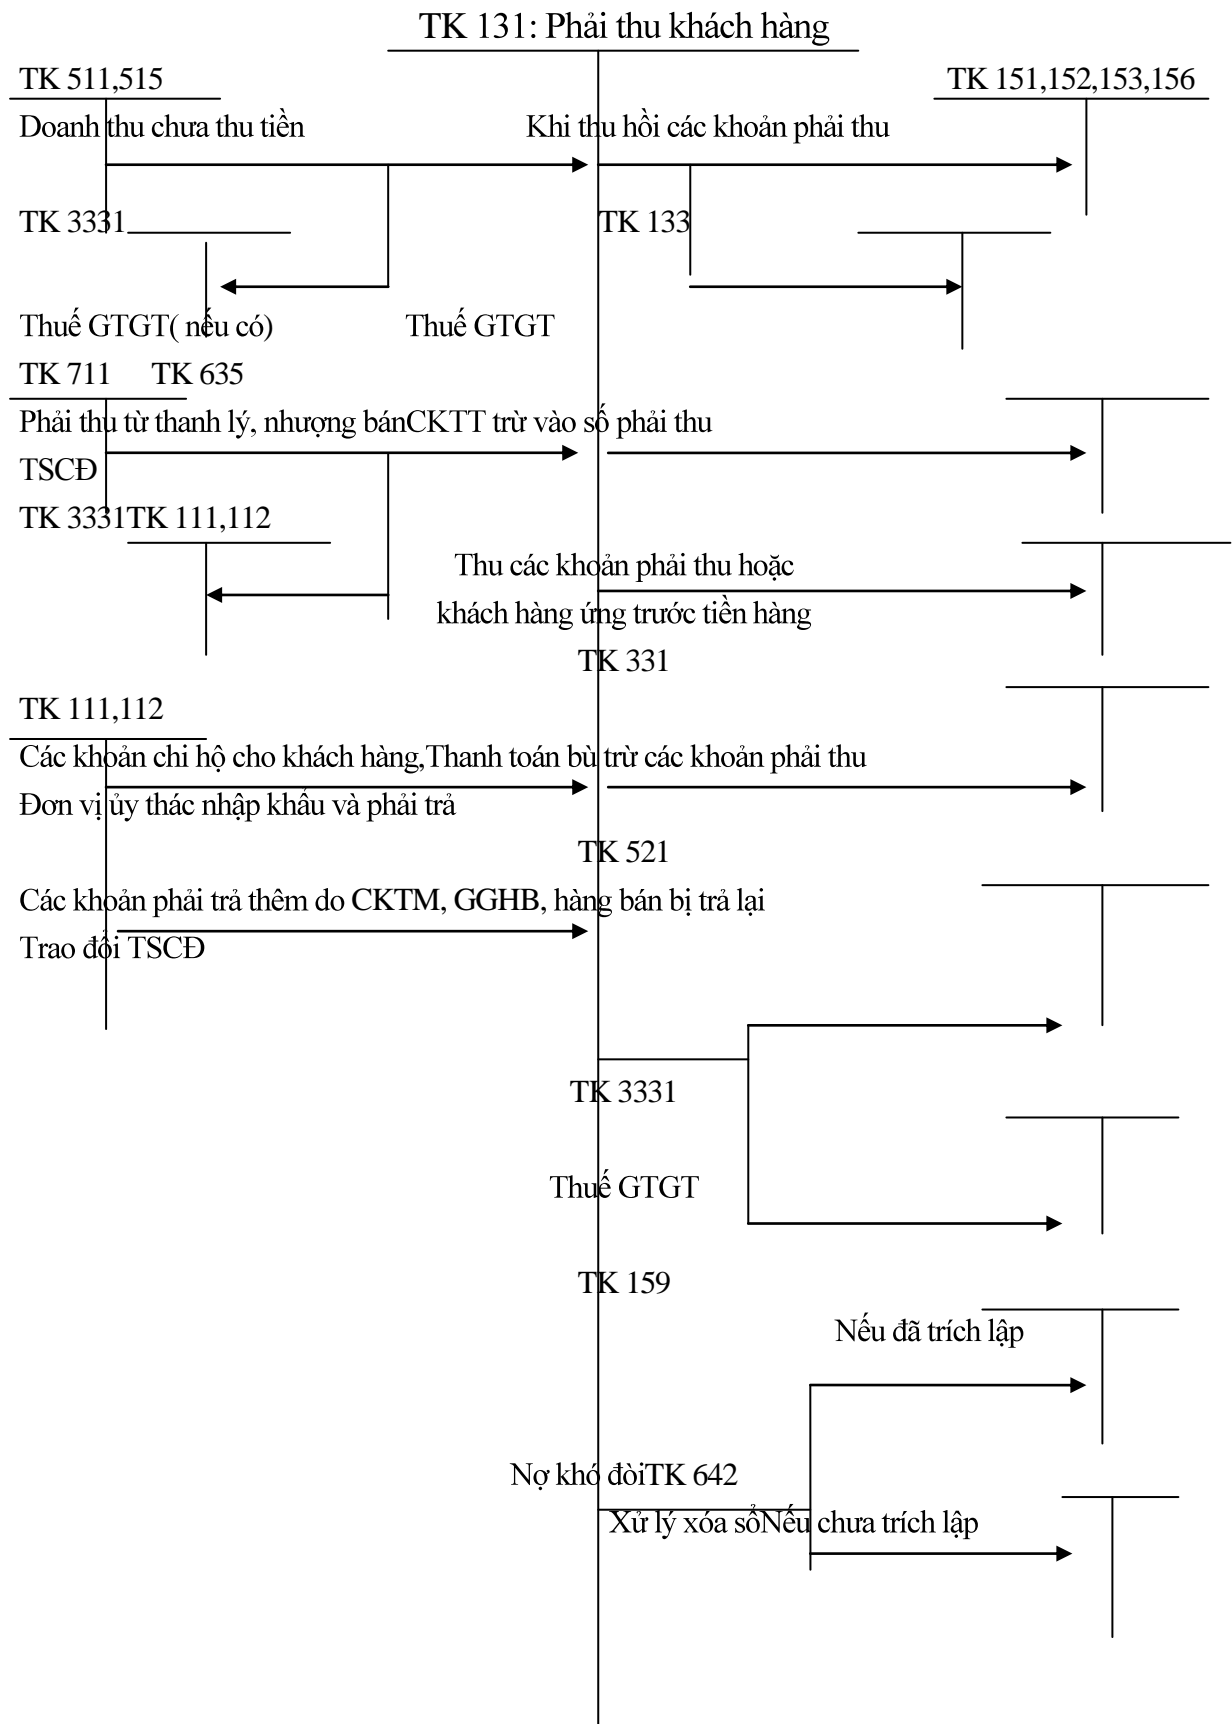 TK 131: Phải thu khách hàng
TK 511,515 TK 151,152,153,156
Doanh thu chưa thu tiền Khi thu hồi các khoản phải thu
TK 3331 TK 133
Thuế GTGT( nếu có) Thuế GTGT
TK 711 TK 635
Phải thu từ thanh lý, nhượng bánCKTT trừ vào số phải thu
TSCĐ
TK 3331TK 111,112
Thu các khoản phải thu hoặc
khách hàng ứng trước tiền hàng
TK 331
TK 111,112
Các khoản chi hộ cho khách hàng,Thanh toán bù trừ các khoản phải thu
Đơn vị ủy thác nhập khẩu và phải trả
TK 521
Các khoản phải trả thêm do CKTM, GGHB, hàng bán bị trả lại
Trao đổi TSCĐ
TK 3331
Thuế GTGT
TK 159
Nếu đã trích lập
Nợ khó đòiTK 642
Xử lý xóa sổNếu chưa trích lập